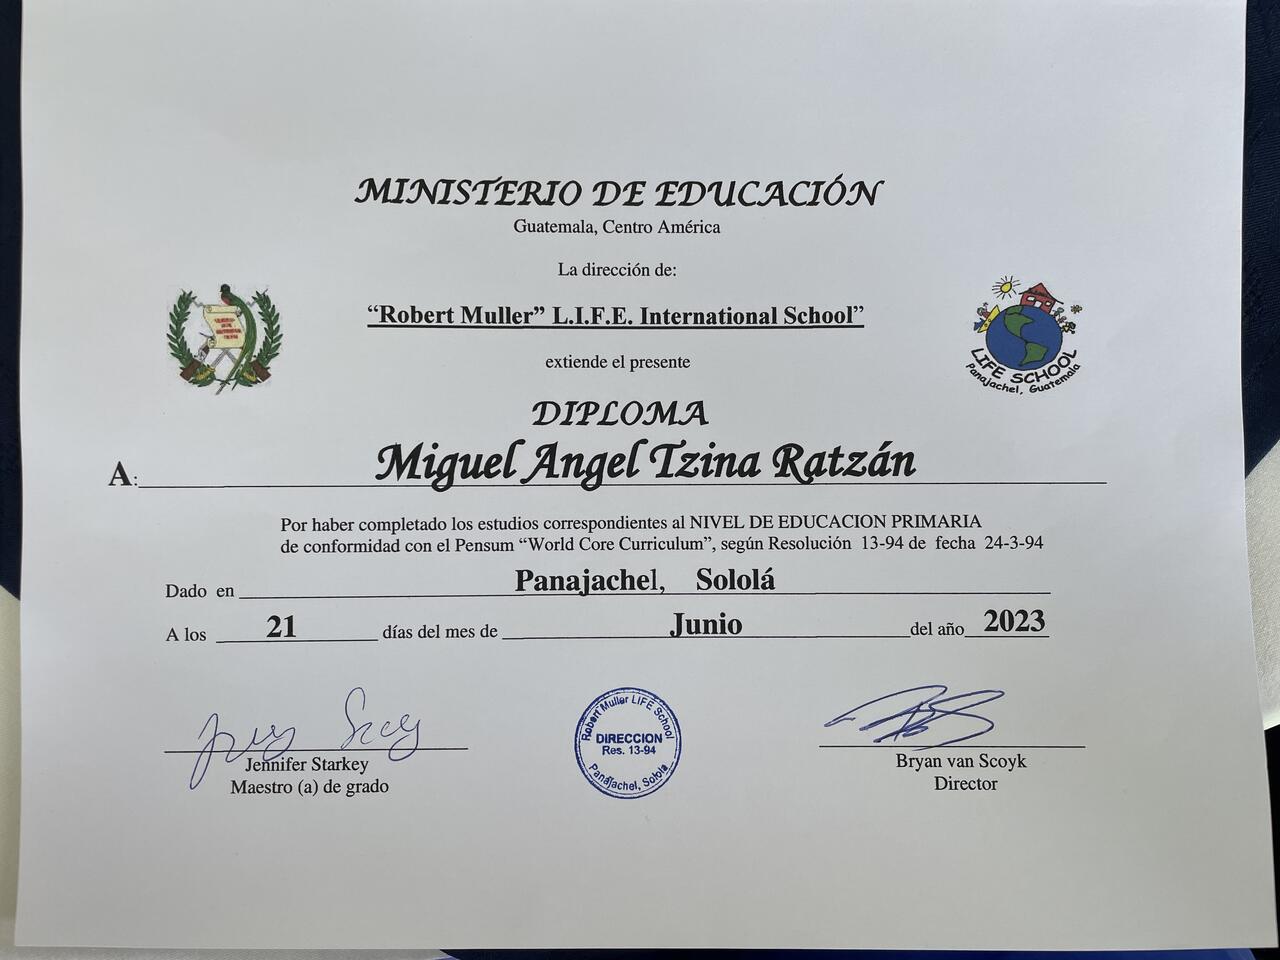 MINISTERIO DE EDUCACIÓN
Guatemala, Centro América
La dirección de:
“Robert Muller” L.I.F.E. International School”
extiende el presente
LIFE SCHOOL
Panajachel, Guatemala
DIPLOMA
A: Miguel Angel Tzina Ratzán
Por haber completado los estudios correspondientes al NIVEL DE EDUCACION PRIMARIA
de conformidad con el Pensum “World Core Curriculum”, según Resolución 13-94 de fecha 24-3-94
Dado en Panajachel, Sololá
A los 21 días del mes de Junio del año 2023
Robert Muller LIFE School
DIRECCION
Res. 13-94
Panajachel, Sololá
Jennifer Starkey
Maestro (a) de grado
Bryan van Scoyk
Director